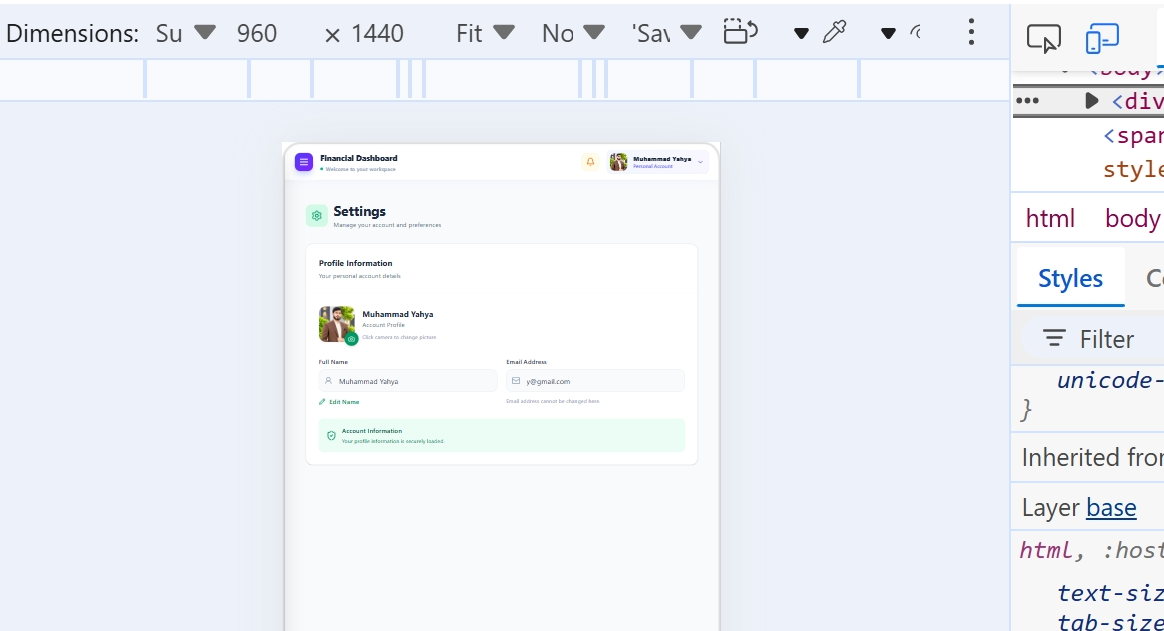 Dimensions: Su 960 × 1440 Fit No 'Sav
Financial Dashboard
Welcome to your workspace
Muhammad Yahya
Personal Account
Settings
Manage your account and preferences
Profile Information
Your personal account details
Muhammad Yahya
Account Profile
Click camera to change picture
Full Name
Muhammad Yahya
Edit Name
Email Address
y@gmail.com
Email address cannot be changed here
Account Information
Your profile information is securely loaded.
<body>
<div
<span
style
html body
Styles Co
Filter
unicode-
}
Inherited from
Layer base
html, :host
text-siz
tab-size